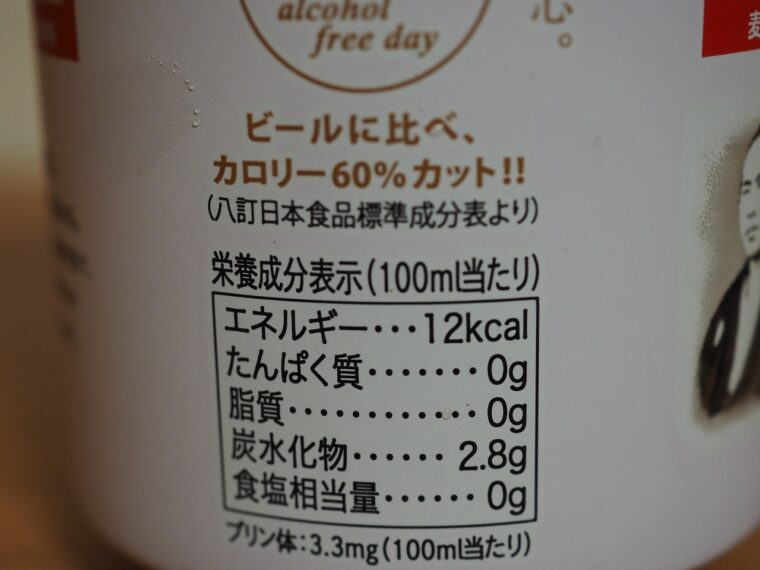 alcohol
free day
心。
ビールに比べ、
カロリー60%カット!!
(八訂日本食品標準成分表より)
栄養成分表示(100ml当たり)
エネルギー・・・12kcal
たんぱく質・・・・・・・0g
脂質・・・・・・・・・・・・0g
炭水化物・・・・・・2.8g
食塩相当量・・・・・・0g
プリン体:3.3mg(100ml当たり)